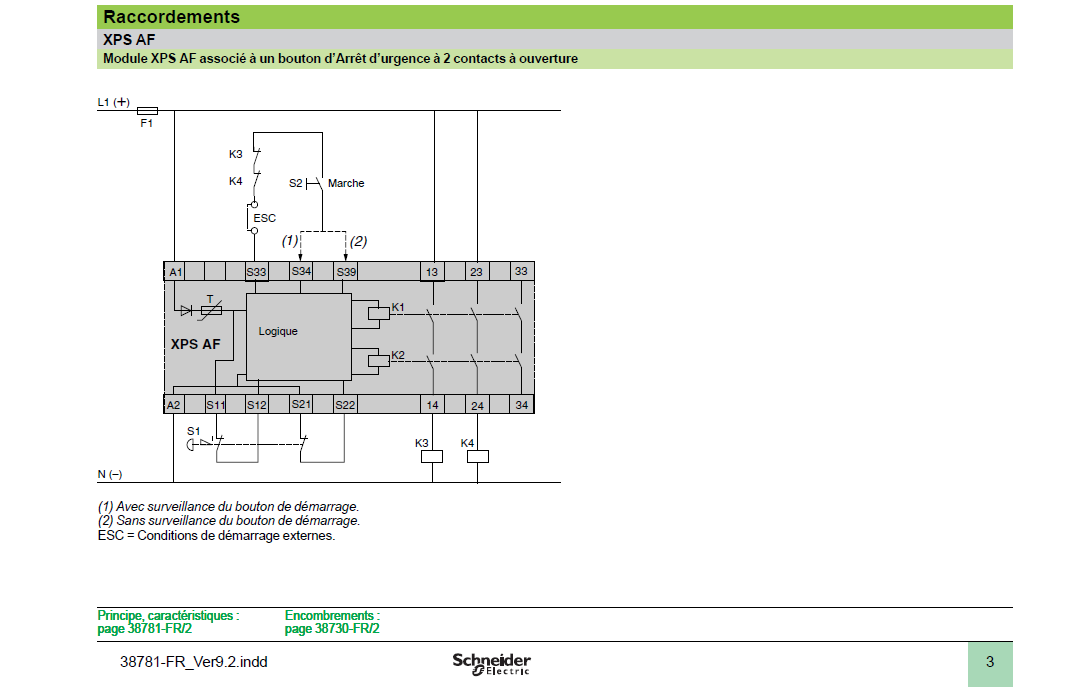 Raccordements
XPS AF
Module XPS AF associé à un bouton d'Arrêt d'urgence à 2 contacts à ouverture
L1 (+)
F1
K3
K4
S2
Marche
ESC
(1)
(2)
A1
S33
S34
S39
13
23
33
T
K1
Logique
XPS AF
K2
A2
S11
S12
S21
S22
14
24
34
S1
K3
K4
N (–)
(1) Avec surveillance du bouton de démarrage.
(2) Sans surveillance du bouton de démarrage.
ESC = Conditions de démarrage externes.
Principe, caractéristiques :
page 38781-FR/2
Encombrements :
page 38730-FR/2
38781-FR_Ver9.2.indd
Schneider
Electric
3